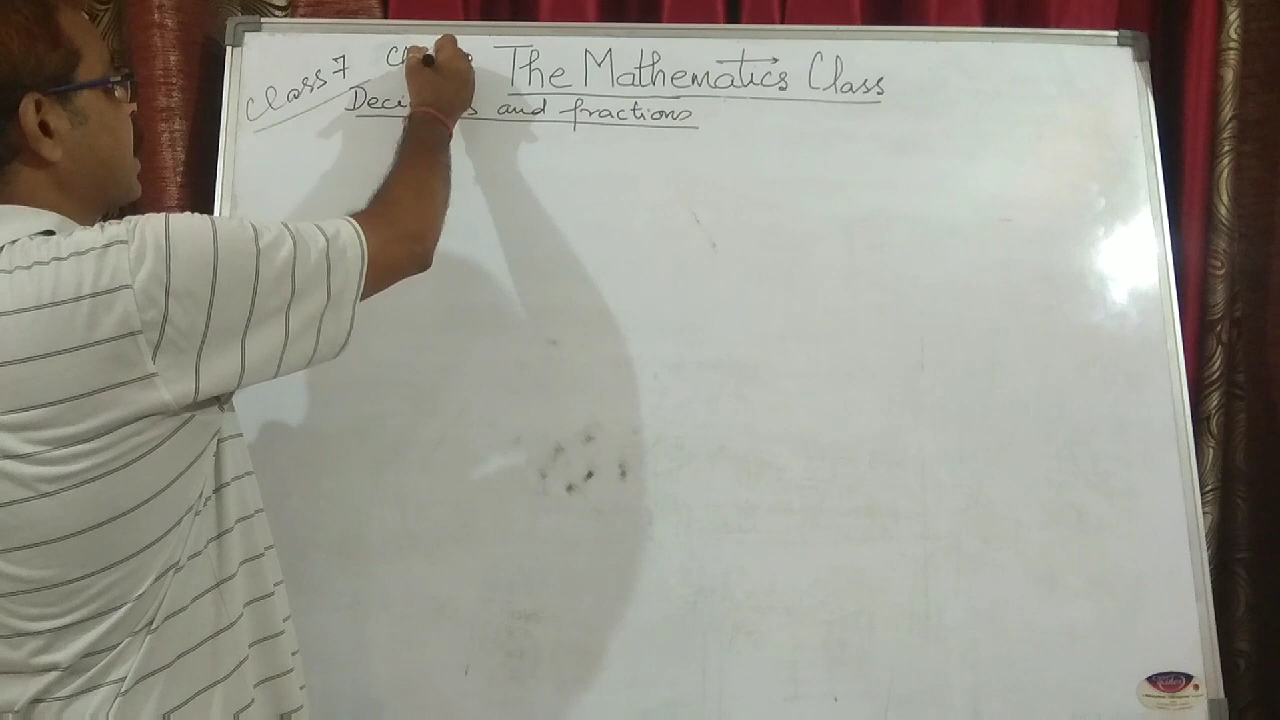 Class 7
The Mathematics Class
and fractions